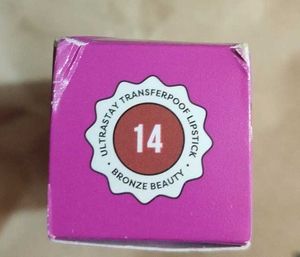 ULTRASTAY TRANSFERPOOF LIPSTICK
14
· BRONZE BEAUTY ·